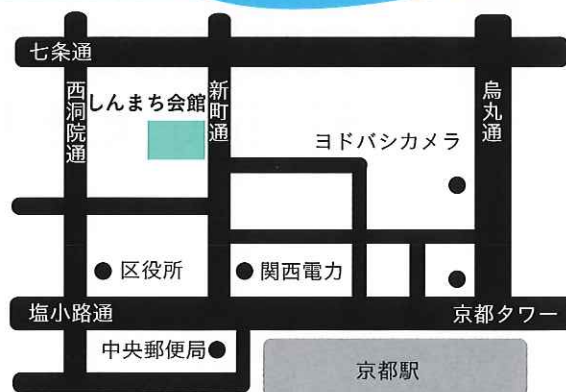 七条通
西洞院通
しんまち会館
新町通
烏丸通
ヨドバシカメラ
区役所
関西電力
塩小路通
京都タワー
中央郵便局
京都駅